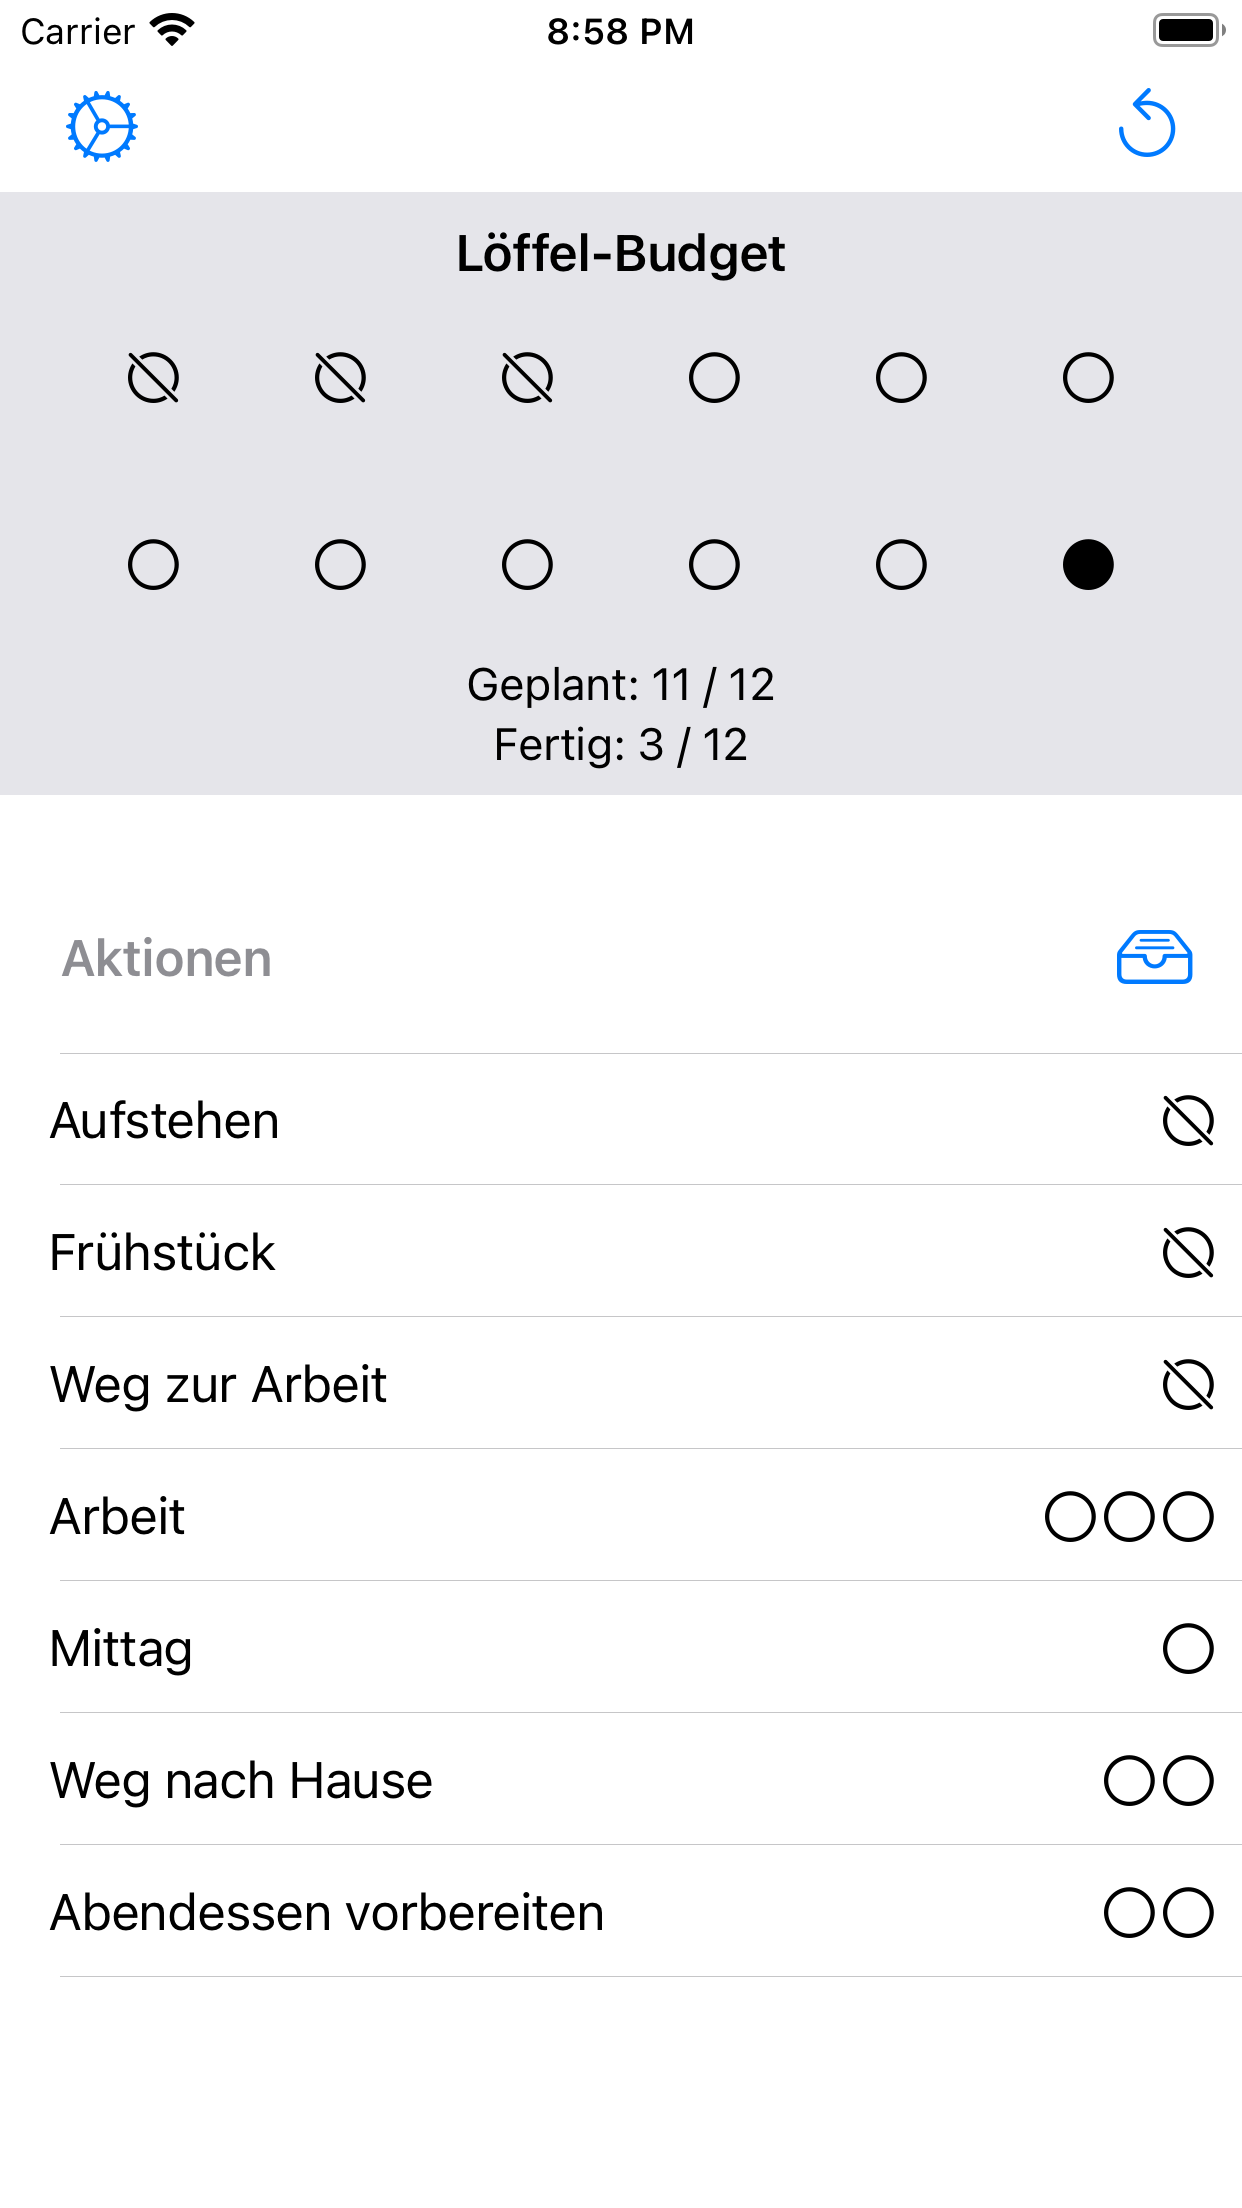 Carrier
8:58 PM
Löffel-Budget
Geplant: 11 / 12
Fertig: 3 / 12
Aktionen
Aufstehen
Frühstück
Weg zur Arbeit
Arbeit
Mittag
Weg nach Hause
Abendessen vorbereiten